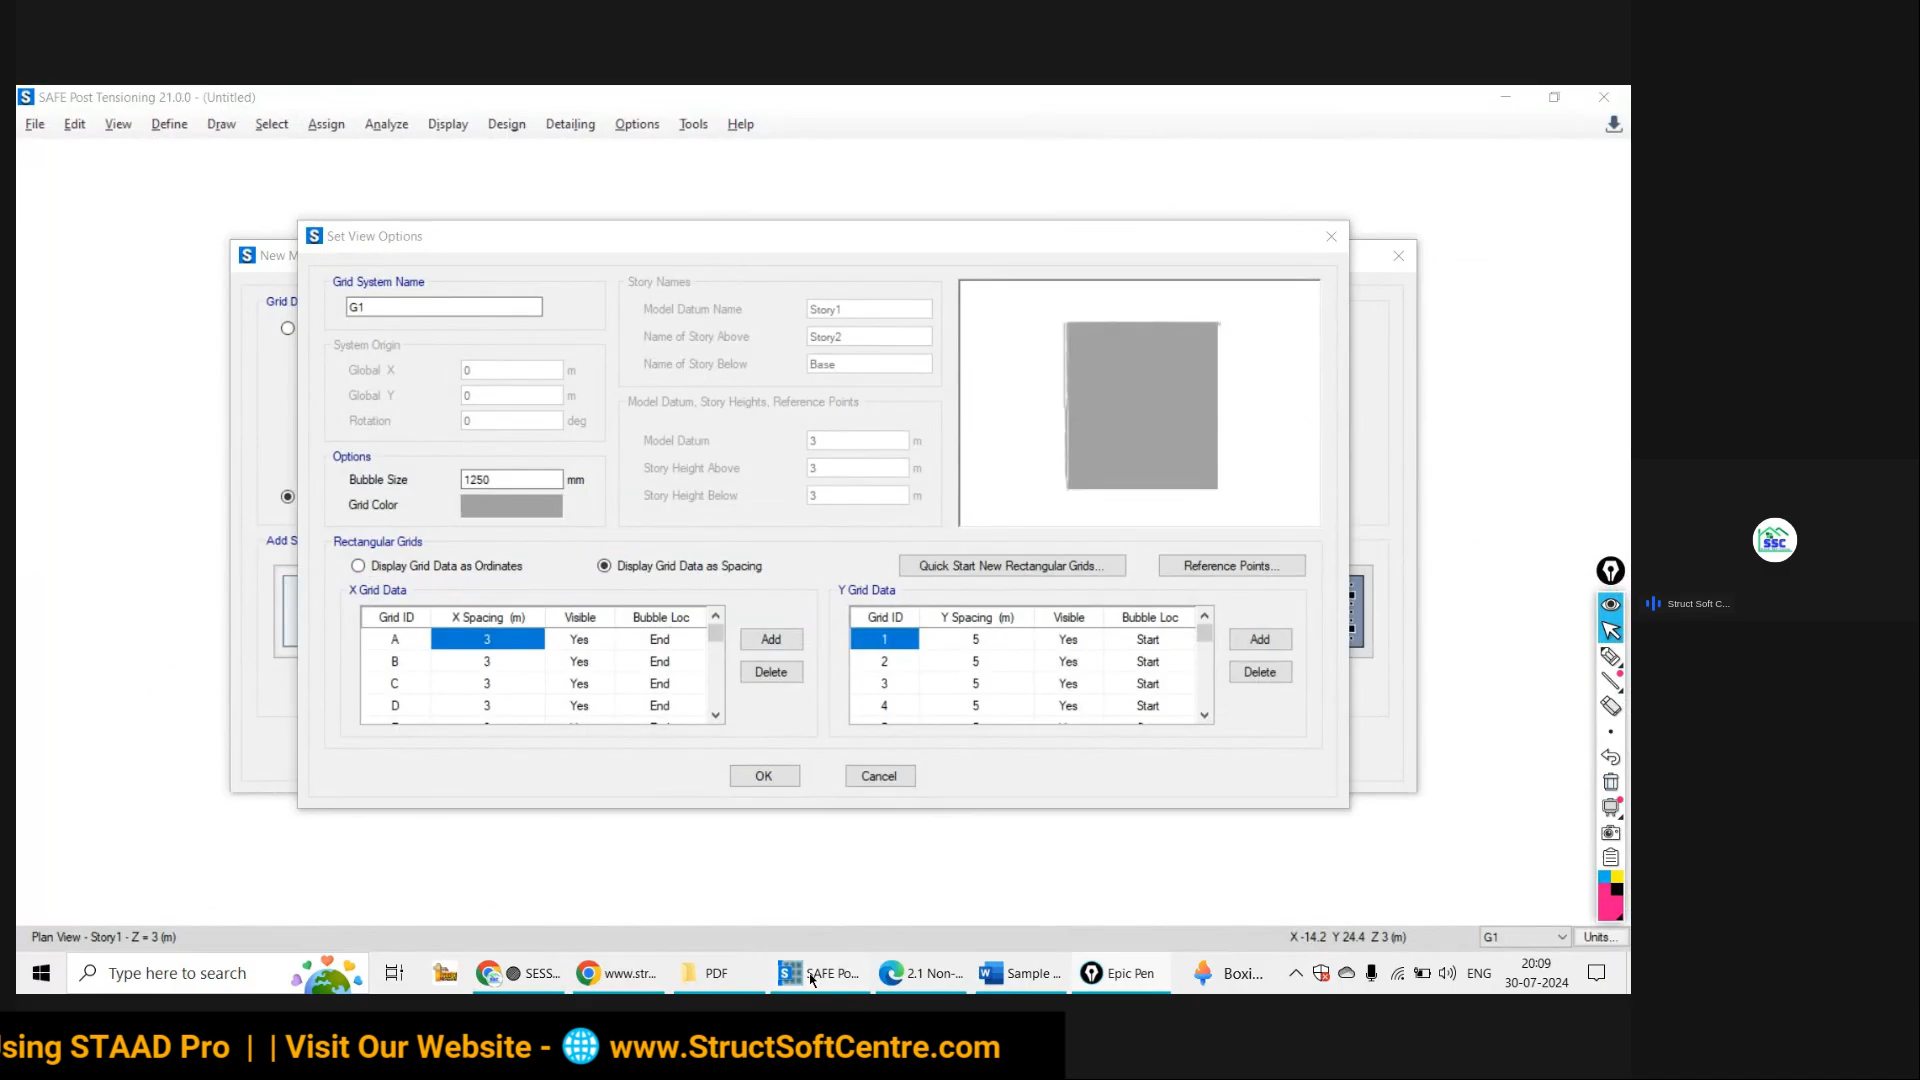 SAFE Post Tensioning 21.0.0 - (Untitled)
File Edit View Define Draw Select Assign Analyze Display Design Detailing Options Tools Help
Set View Options
New M
Grid D
Add S
Grid System Name
G1
System Origin
Global X 0 m
Global Y 0 m
Rotation 0 deg
Options
Bubble Size 1250 mm
Grid Color
Story Names
Model Datum Name Story1
Name of Story Above Story2
Name of Story Below Base
Model Datum, Story Heights, Reference Points
Model Datum 3 m
Story Height Above 3 m
Story Height Below 3 m
Rectangular Grids
Display Grid Data as Ordinates Display Grid Data as Spacing Quick Start New Rectangular Grids... Reference Points...
X Grid Data
Grid ID X Spacing (m) Visible Bubble Loc
A 3 Yes End
B 3 Yes End
C 3 Yes End
D 3 Yes End
Add
Delete
Y Grid Data
Grid ID Y Spacing (m) Visible Bubble Loc
1 5 Yes Start
2 5 Yes Start
3 5 Yes Start
4 5 Yes Start
Add
Delete
OK Cancel
SSC
Struct Soft C...
Plan View - Story1 - Z = 3 (m) X -14.2 Y 24.4 Z 3 (m) G1 Units...
Type here to search SESS... www.str... PDF SAFE Po... 2.1 Non-... Sample ... Epic Pen Boxi... ENG 20:09
30-07-2024
sing STAAD Pro | | Visit Our Website - www.StructSoftCentre.com